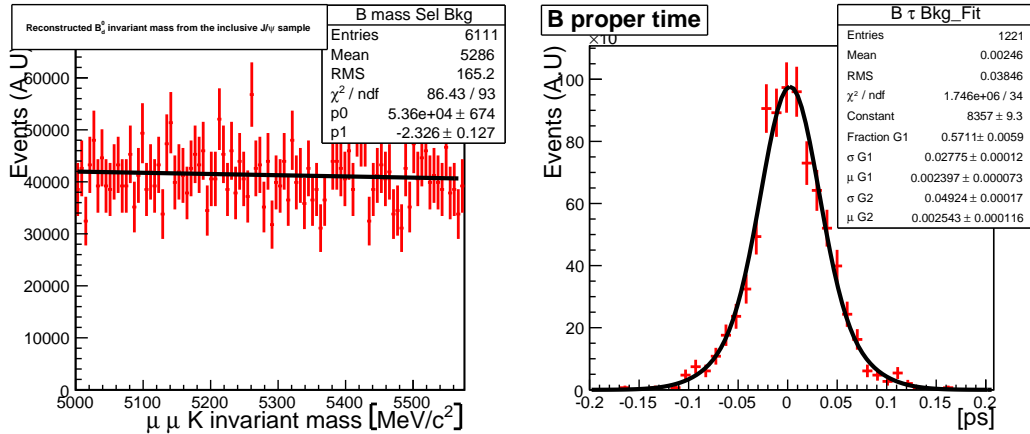 Reconstructed B⁰_d invariant mass from the inclusive J/ψ sample
B mass Sel Bkg
Entries 6111
Mean 5286
RMS 165.2
χ² / ndf 86.43 / 93
p0 5.36e+04 ± 674
p1 -2.326 ± 0.127
Events (A.U)
60000
50000
40000
30000
20000
10000
0
5000 5100 5200 5300 5400 5500
μ μ K invariant mass [MeV/c²]
B proper time
×10
B τ Bkg_Fit
Entries 1221
Mean 0.00246
RMS 0.03846
χ² / ndf 1.746e+06 / 34
Constant 8357 ± 9.3
Fraction G1 0.5711 ± 0.0059
σ G1 0.02775 ± 0.00012
μ G1 0.002397 ± 0.000073
σ G2 0.04924 ± 0.00017
μ G2 0.002543 ± 0.000116
Events (A.U)
100
80
60
40
20
0
-0.2 -0.15 -0.1 -0.05 0 0.05 0.1 0.15 0.2
[ps]